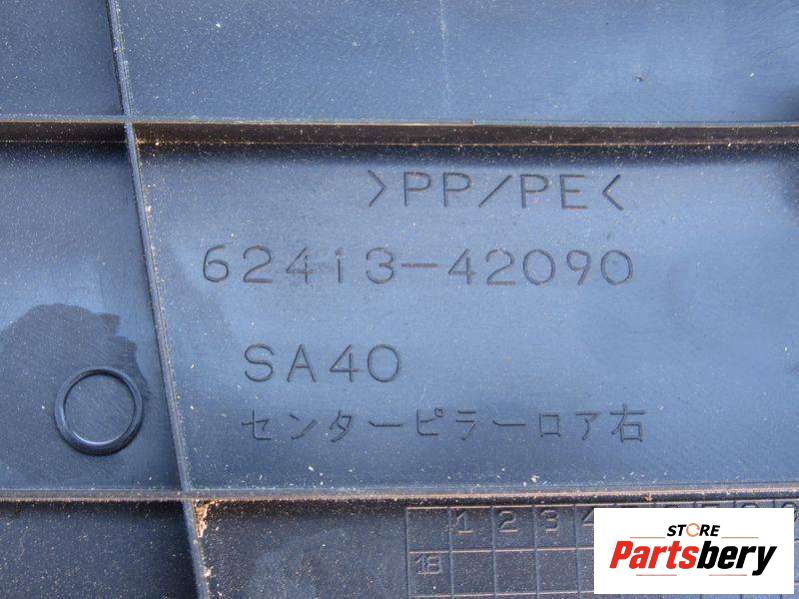 >PP/PE<
62413-42090
SA40
センターピラーロア右
1 2 3 4
18
STORE
Partsbery